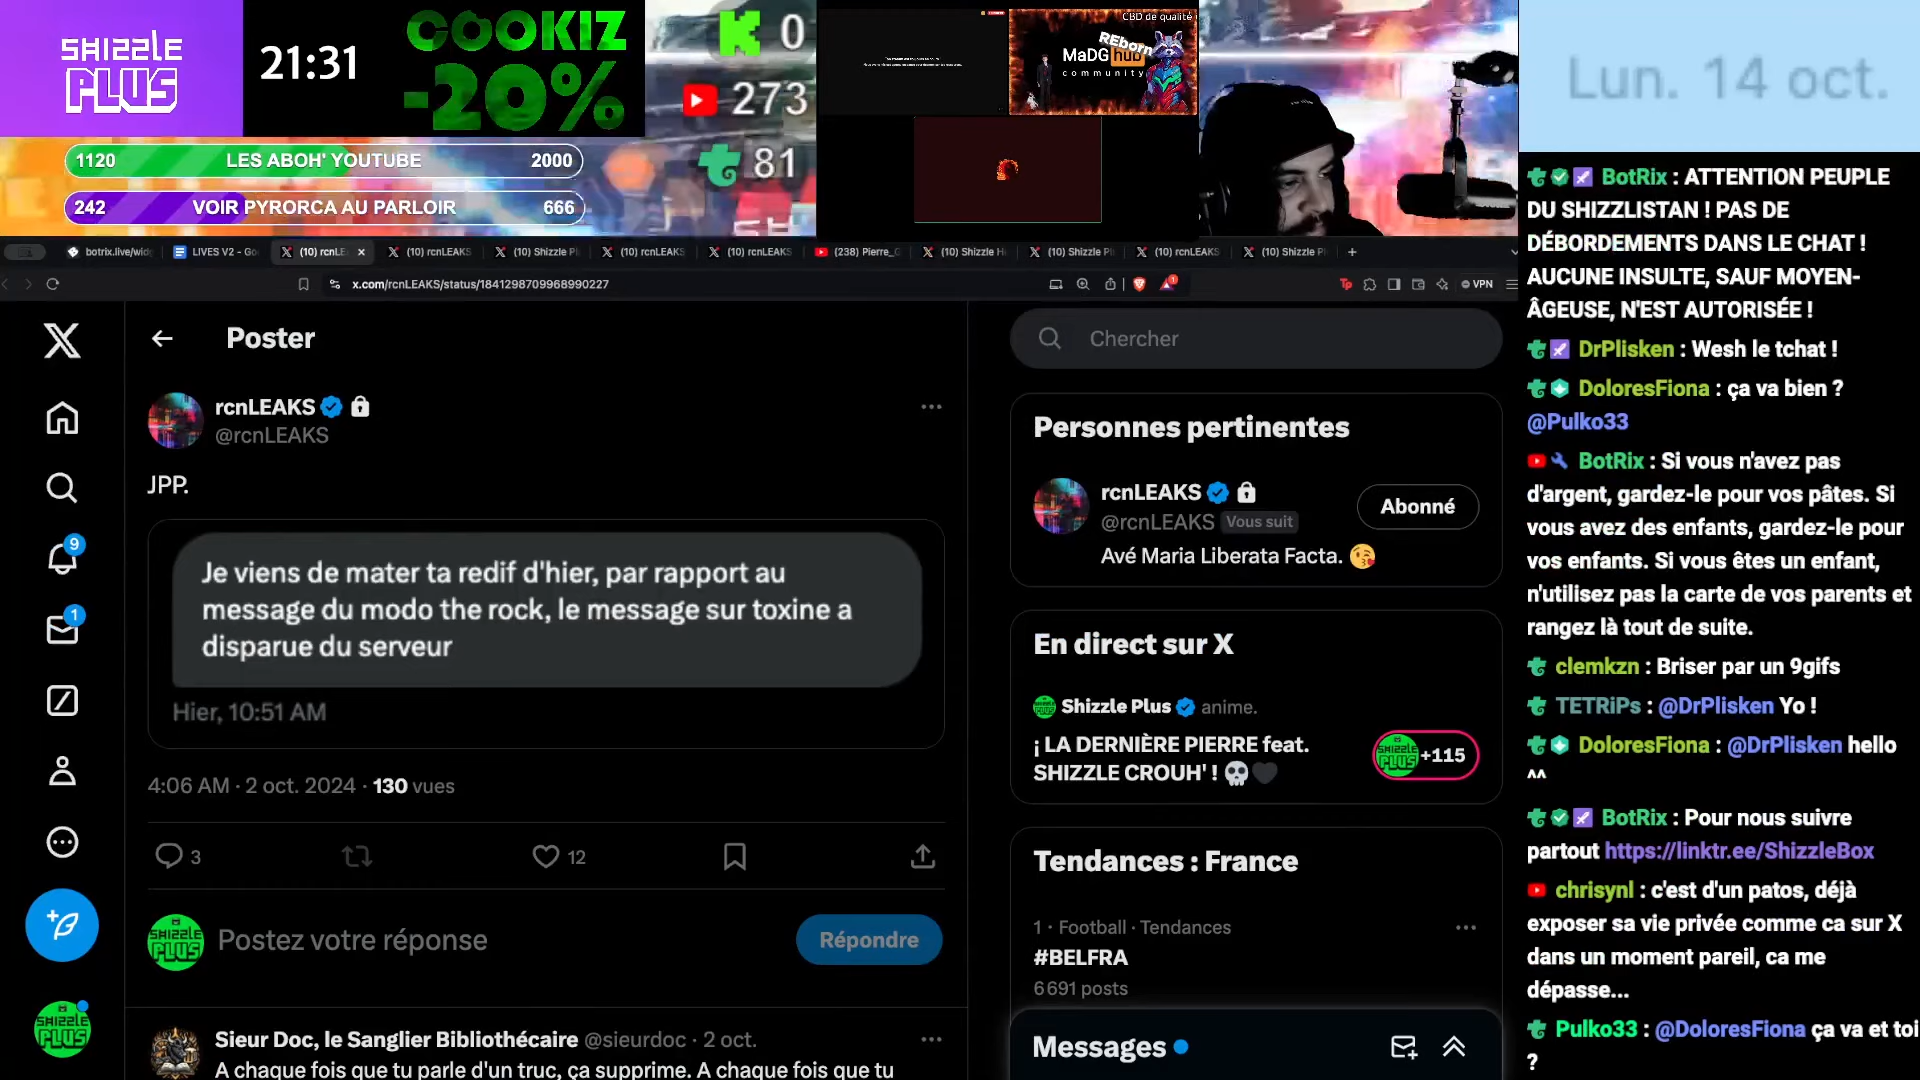 SHIZZLE
PLUS
21:31
COOKIZ
-20%
0
273
81
1120 LES ABOH' YOUTUBE 2000
242 VOIR PYRORCA AU PARLOIR 666
CBD de qualité
REborn
MaDG hub
community
Lun. 14 oct.
botrix.live/wid
LIVES V2 - Go
(10) rcnLE
(10) rcnLEAKS
(10) Shizzle Pl
(10) rcnLEAKS
(10) rcnLEAKS
(238) Pierre_C
(10) Shizzle H
(10) Shizzle Pl
(10) rcnLEAKS
(10) Shizzle Pl
x.com/rcnLEAKS/status/1841298709968990227
VPN
9
1
Poster
rcnLEAKS
@rcnLEAKS
JPP.
Je viens de mater ta redif d'hier, par rapport au
message du modo the rock, le message sur toxine a
disparue du serveur
Hier, 10:51 AM
4:06 AM · 2 oct. 2024 · 130 vues
3
12
SHIZZLE
PLUS
Postez votre réponse
Répondre
Sieur Doc, le Sanglier Bibliothécaire @sieurdoc · 2 oct.
A chaque fois que tu parle d'un truc, ça supprime. A chaque fois que tu
Chercher
Personnes pertinentes
rcnLEAKS
@rcnLEAKS Vous suit
Abonné
Avé Maria Liberata Facta. 😘
En direct sur X
Shizzle Plus anime.
¡ LA DERNIÈRE PIERRE feat.
SHIZZLE CROUH' ! 💀🖤
+115
Tendances : France
1 · Football · Tendances
#BELFRA
6 691 posts
Messages
BotRix : ATTENTION PEUPLE
DU SHIZZLISTAN ! PAS DE
DÉBORDEMENTS DANS LE CHAT !
AUCUNE INSULTE, SAUF MOYEN-
ÂGEUSE, N'EST AUTORISÉE !
DrPlisken : Wesh le tchat !
DoloresFiona : ça va bien ?
@Pulko33
BotRix : Si vous n'avez pas
d'argent, gardez-le pour vos pâtes. Si
vous avez des enfants, gardez-le pour
vos enfants. Si vous êtes un enfant,
n'utilisez pas la carte de vos parents et
rangez là tout de suite.
clemkzn : Briser par un 9gifs
TETRiPs : @DrPlisken Yo !
DoloresFiona : @DrPlisken hello
^^
BotRix : Pour nous suivre
partout https://linktr.ee/ShizzleBox
chrisynl : c'est d'un patos, déjà
exposer sa vie privée comme ca sur X
dans un moment pareil, ca me
dépasse...
Pulko33 : @DoloresFiona ça va et toi
?